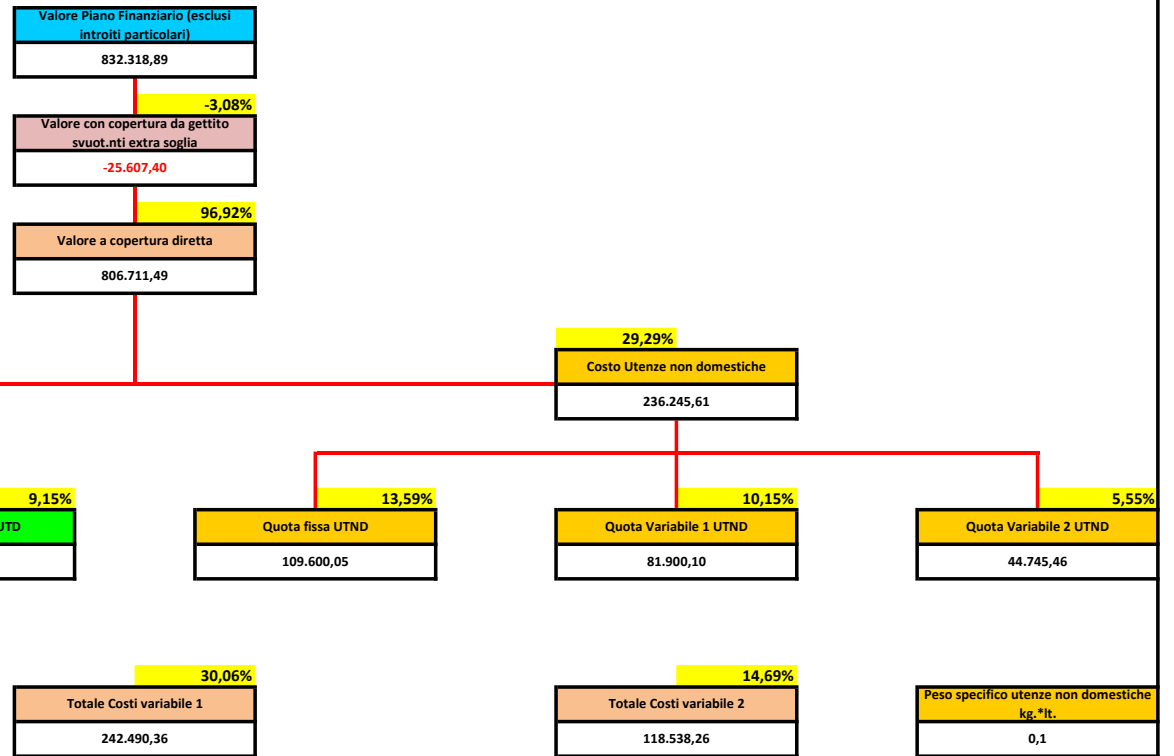 Valore Piano Finanziario (esclusi
introiti particolari)
832.318,89
-3,08%
Valore con copertura da gettito
svuot.nti extra soglia
-25.607,40
96,92%
Valore a copertura diretta
806.711,49
29,29%
Costo Utenze non domestiche
236.245,61
9,15% 13,59% 10,15% 5,55%
UTD Quota fissa UTND Quota Variabile 1 UTND Quota Variabile 2 UTND
109.600,05 81.900,10 44.745,46
30,06% 14,69%
Totale Costi variabile 1 Totale Costi variabile 2 Peso specifico utenze non domestiche
kg.*lt.
242.490,36 118.538,26 0,1